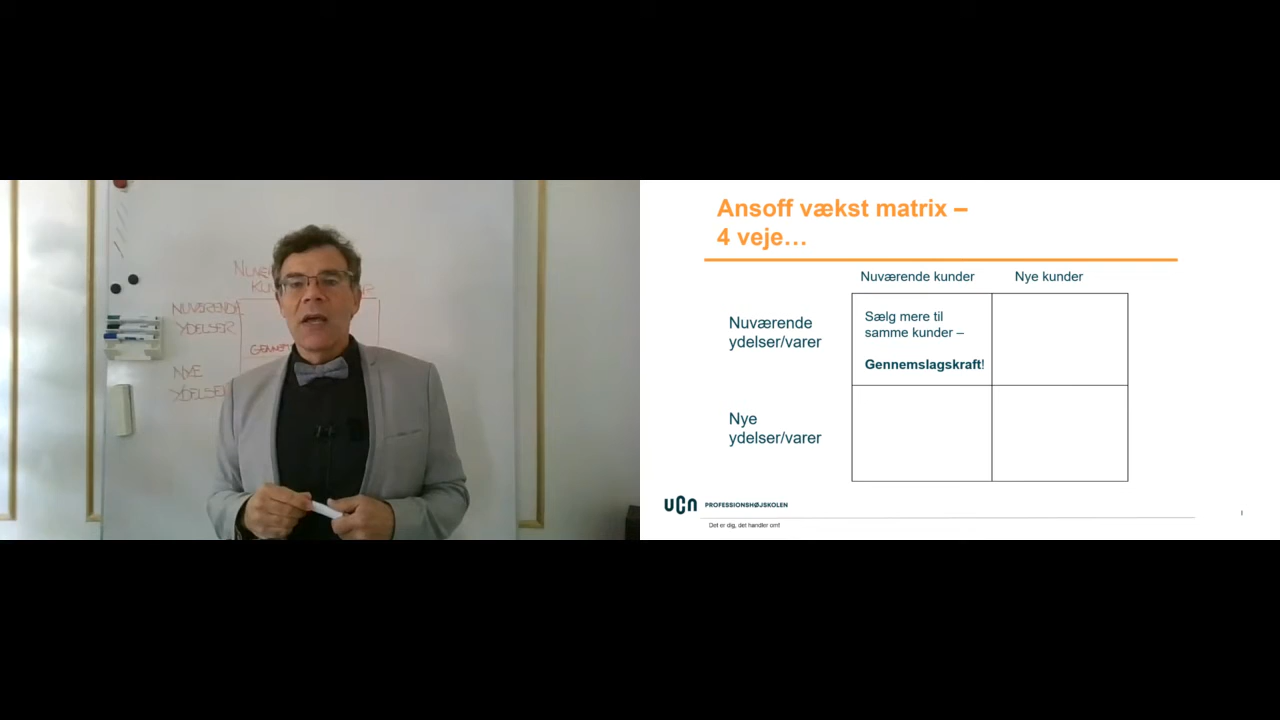 NUVÆRENDE
YDELSER
NYE
YDELSER
Ansoff vækst matrix –
4 veje…
Nuværende kunder
Nye kunder
Nuværende
ydelser/varer
Sælg mere til
samme kunder –
Gennemslagskraft!
Nye
ydelser/varer
UCN PROFESSIONSHØJSKOLEN
Det er dig, det handler om!